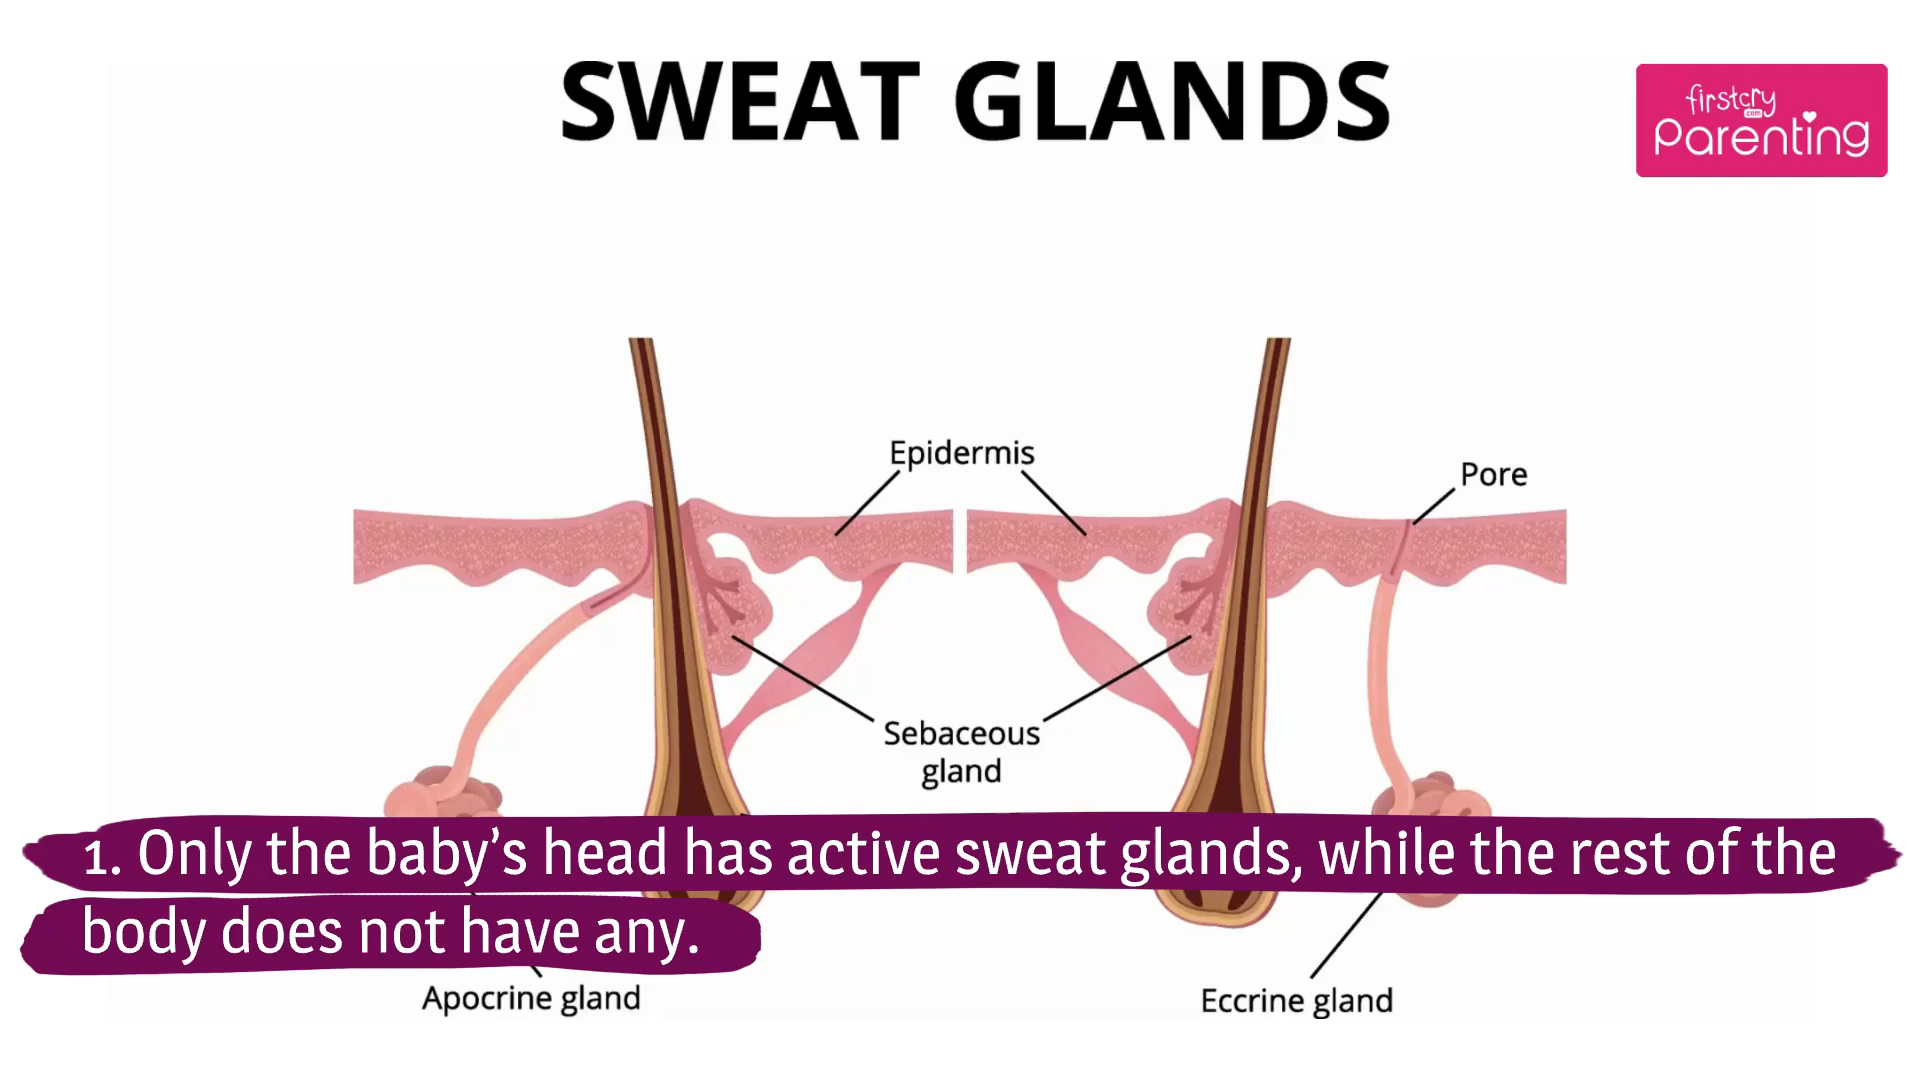 SWEAT GLANDS
firstcry
.com
Parenting
Epidermis
Pore
Sebaceous
gland
1. Only the baby’s head has active sweat glands, while the rest of the
body does not have any.
Apocrine gland
Eccrine gland